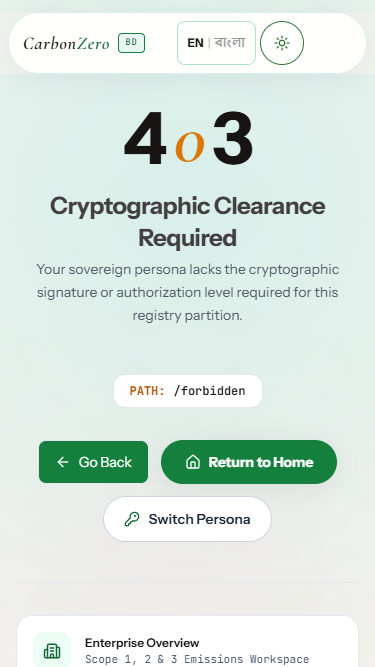 CarbonZero BD EN | বাংলা
403
Cryptographic Clearance
Required
Your sovereign persona lacks the cryptographic
signature or authorization level required for this
registry partition.
PATH: /forbidden
Go Back Return to Home
Switch Persona
Enterprise Overview
Scope 1, 2 & 3 Emissions Workspace